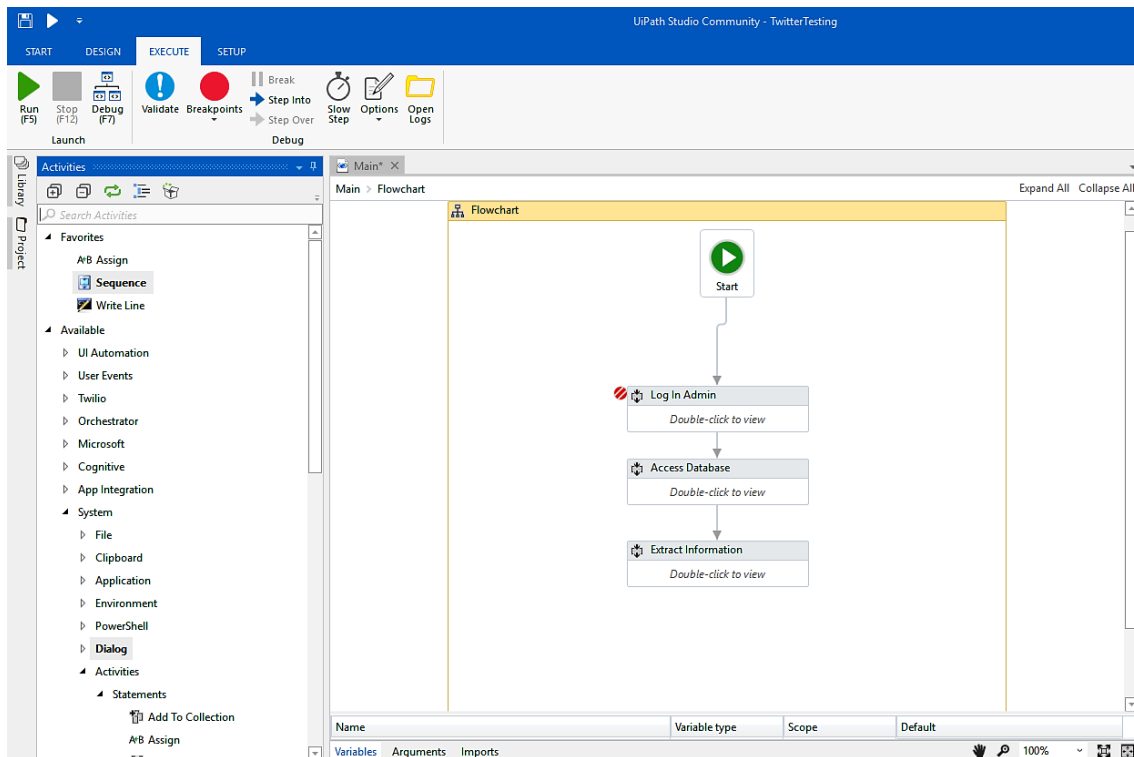 UiPath Studio Community - TwitterTesting
START DESIGN EXECUTE SETUP
Run (F5)
Stop (F12)
Debug (F7)
Launch
Validate
Breakpoints
Break
Step Into
Step Over
Slow Step
Options
Open Logs
Debug
Library
Project
Activities
Search Activities
Favorites
A+B Assign
Sequence
Write Line
Available
UI Automation
User Events
Twilio
Orchestrator
Microsoft
Cognitive
App Integration
System
File
Clipboard
Application
Environment
PowerShell
Dialog
Activities
Statements
Add To Collection
A+B Assign
Main*
Main > Flowchart
Expand All Collapse All
Flowchart
Start
Log In Admin
Double-click to view
Access Database
Double-click to view
Extract Information
Double-click to view
Name Variable type Scope Default
Variables Arguments Imports
100%